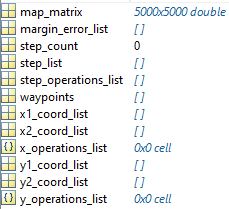 map_matrix 5000x5000 double
margin_error_list []
step_count 0
step_list []
step_operations_list []
waypoints []
x1_coord_list []
x2_coord_list []
{} x_operations_list 0x0 cell
y1_coord_list []
y2_coord_list []
{} y_operations_list 0x0 cell